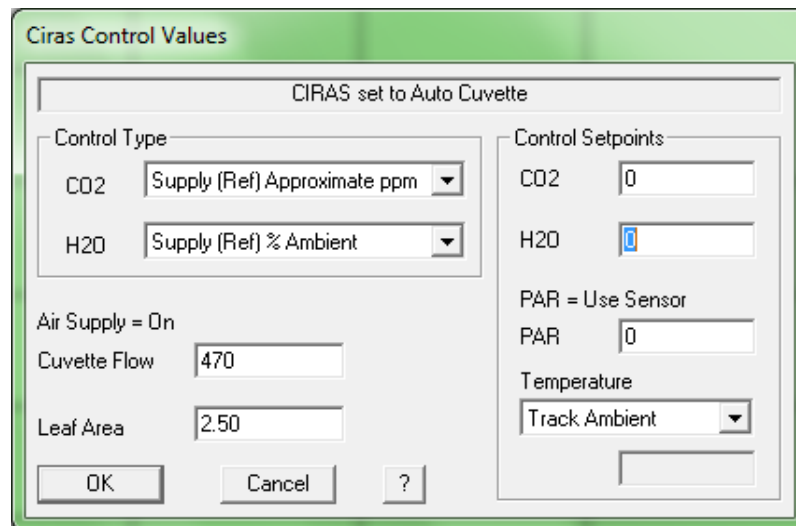 Ciras Control Values
CIRAS set to Auto Cuvette
Control Type
CO2 Supply (Ref) Approximate ppm
H2O Supply (Ref) % Ambient
Air Supply = On
Cuvette Flow 470
Leaf Area 2.50
OK Cancel ?
Control Setpoints
CO2 0
H2O 0
PAR = Use Sensor
PAR 0
Temperature
Track Ambient